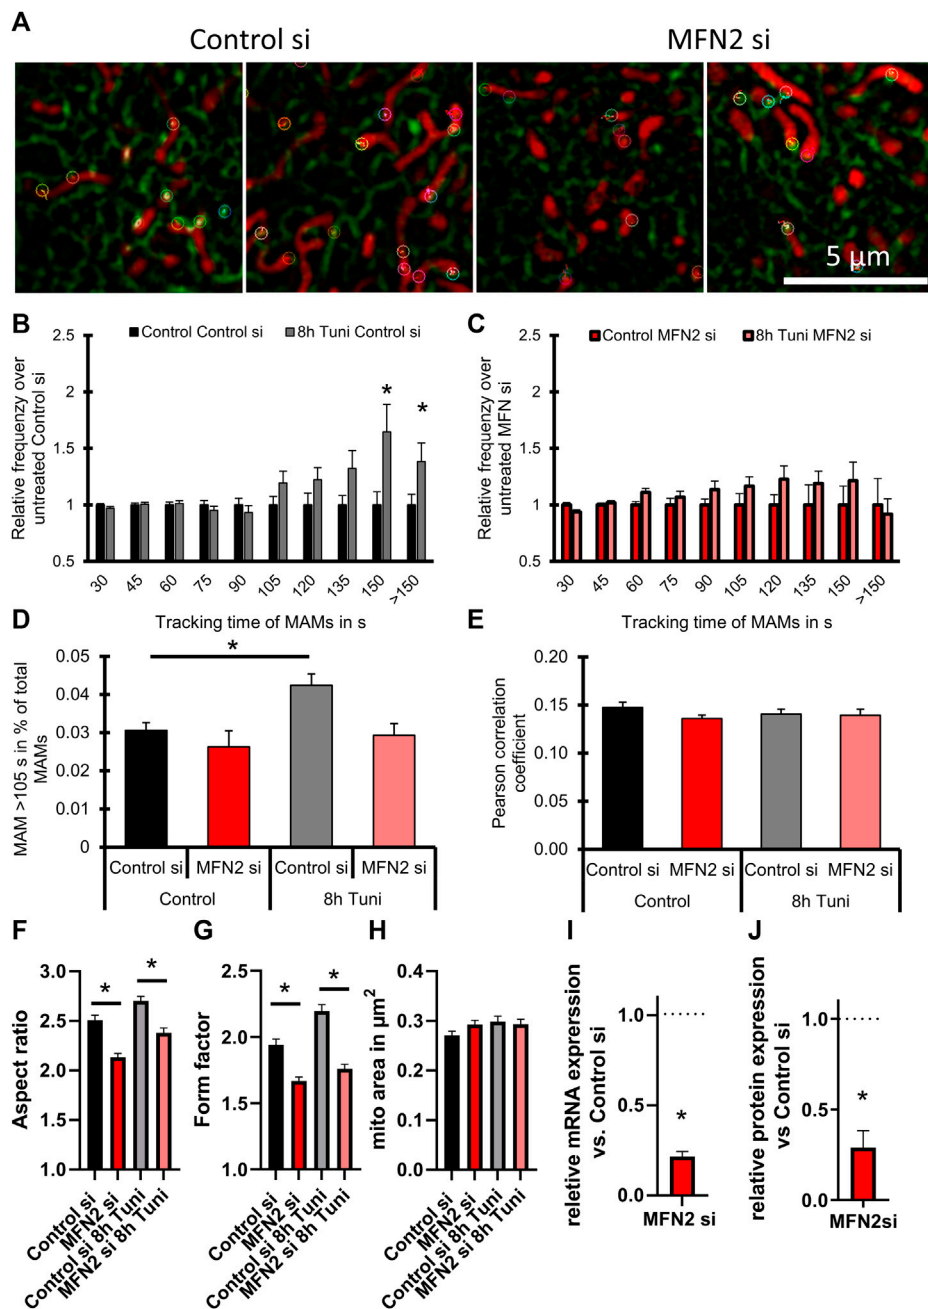 A
Control si
MFN2 si
5 µm
B
Relative frequenzy over
untreated Control si
2.5
2
1.5
1
0.5
Control Control si
8h Tuni Control si
*
*
30
45
60
75
90
105
120
135
150
>150
Tracking time of MAMs in s
C
Relative frequenzy over
untreated MFN si
2.5
2
1.5
1
0.5
Control MFN2 si
8h Tuni MFN2 si
30
45
60
75
90
105
120
135
150
>150
Tracking time of MAMs in s
D
MAM >105 s in % of total
MAMs
0.05
0.04
0.03
0.02
0.01
0
*
Control si
MFN2 si
Control si
MFN2 si
Control
8h Tuni
E
Pearson correlation
coefficient
0.20
0.15
0.10
0.05
0.00
Control si
MFN2 si
Control si
MFN2 si
Control
8h Tuni
F
Aspect ratio
3.0
2.5
2.0
1.5
1.0
*
*
Control si
MFN2 si
Control si 8h Tuni
MFN2 si 8h Tuni
G
Form factor
2.5
2.2
1.7
1.4
1.0
*
*
Control si
MFN2 si
Control si 8h Tuni
MFN2 si 8h Tuni
H
mito area in µm²
0.4
0.3
0.2
0.1
0.0
Control si
MFN2 si
Control si 8h Tuni
MFN2 si 8h Tuni
I
reletive mRNA experssion
vs. Control si
1.0
0.5
0.0
*
MFN2 si
J
relative protein expression
vs Control si
1.0
0.5
0.0
*
MFN2si